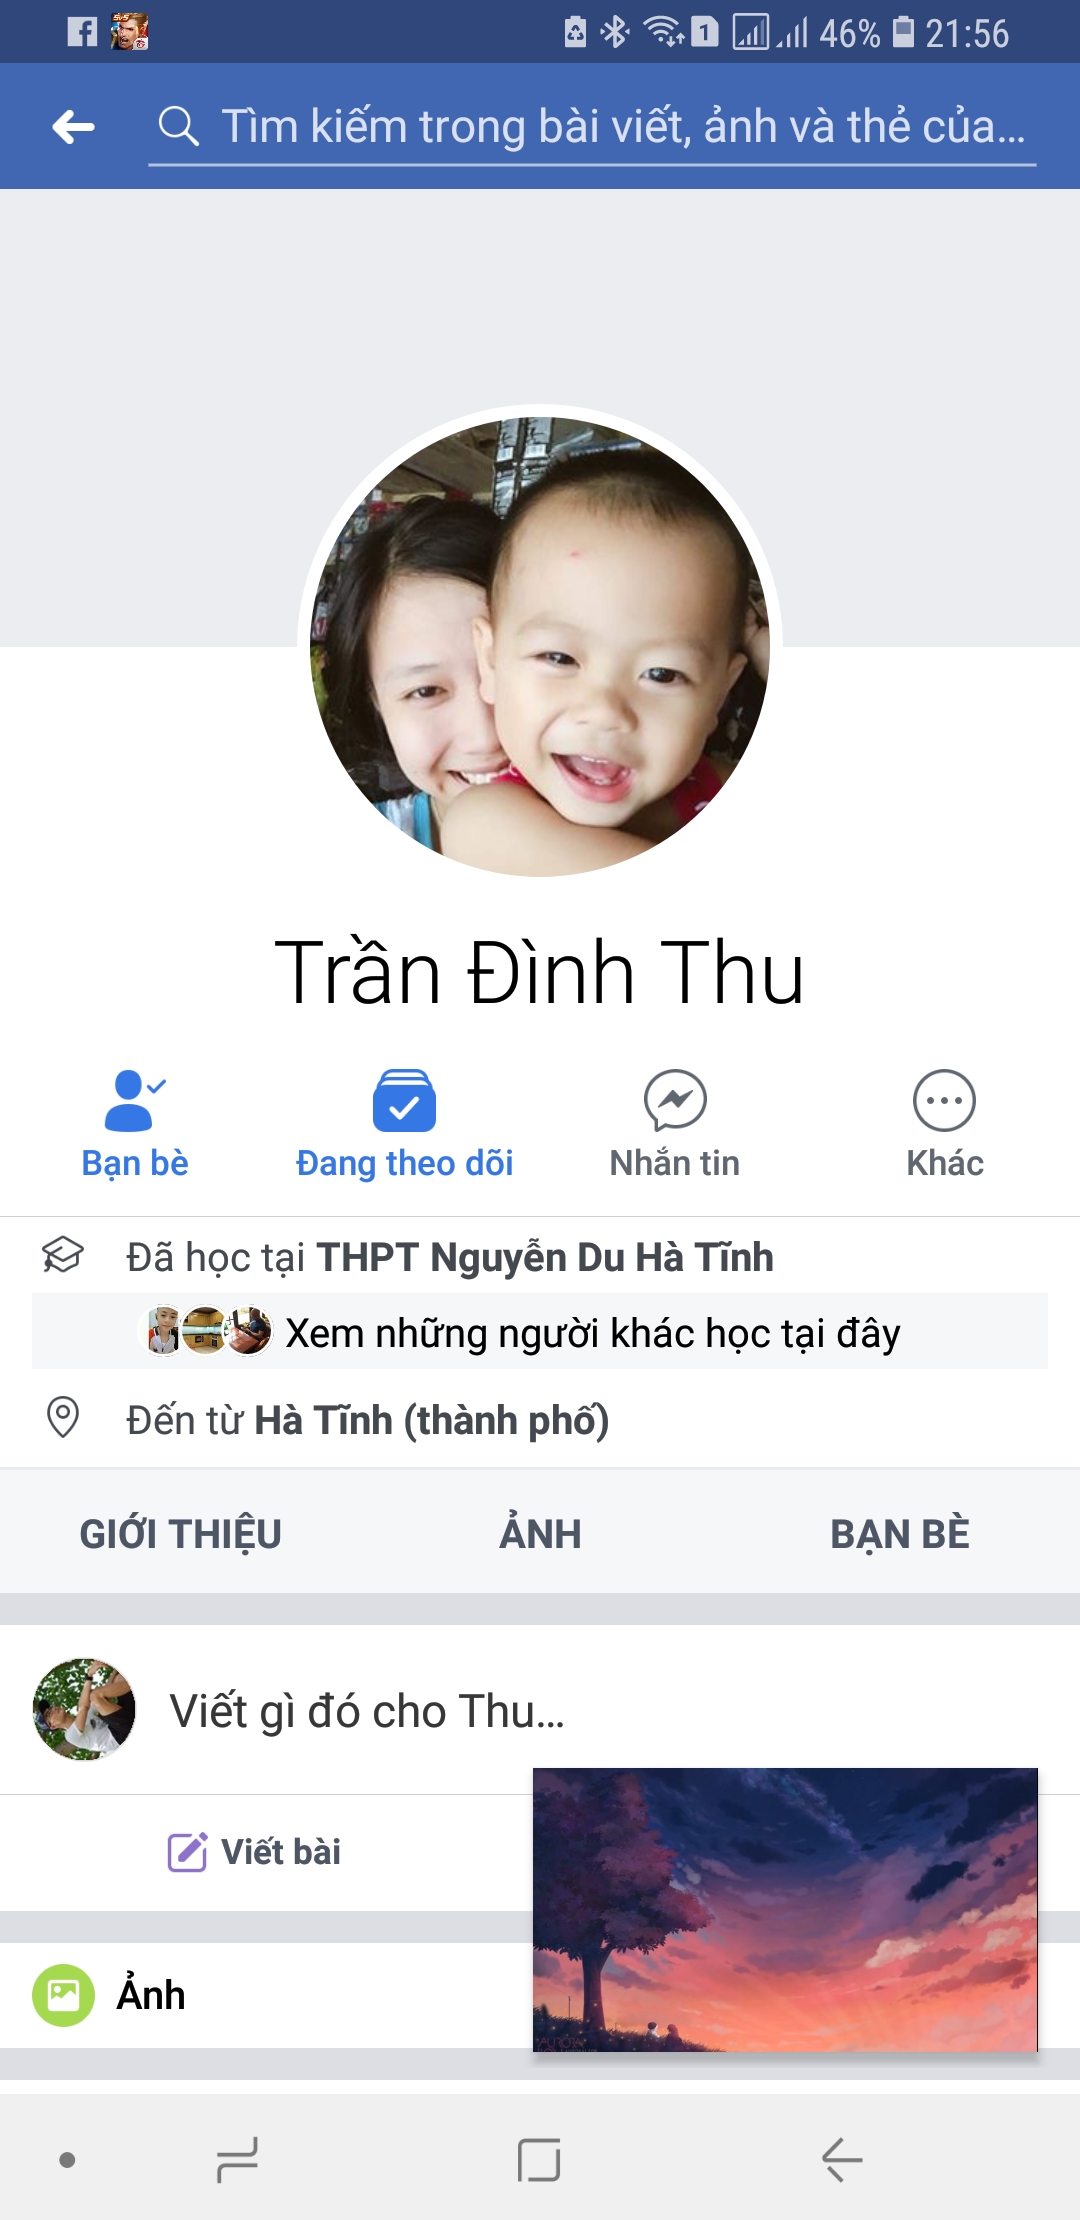 46% 21:56
Tìm kiếm trong bài viết, ảnh và thẻ của...
Trần Đình Thu
Bạn bè
Đang theo dõi
Nhắn tin
Khác
Đã học tại THPT Nguyễn Du Hà Tĩnh
Xem những người khác học tại đây
Đến từ Hà Tĩnh (thành phố)
GIỚI THIỆU
ẢNH
BẠN BÈ
Viết gì đó cho Thu...
Viết bài
Ảnh